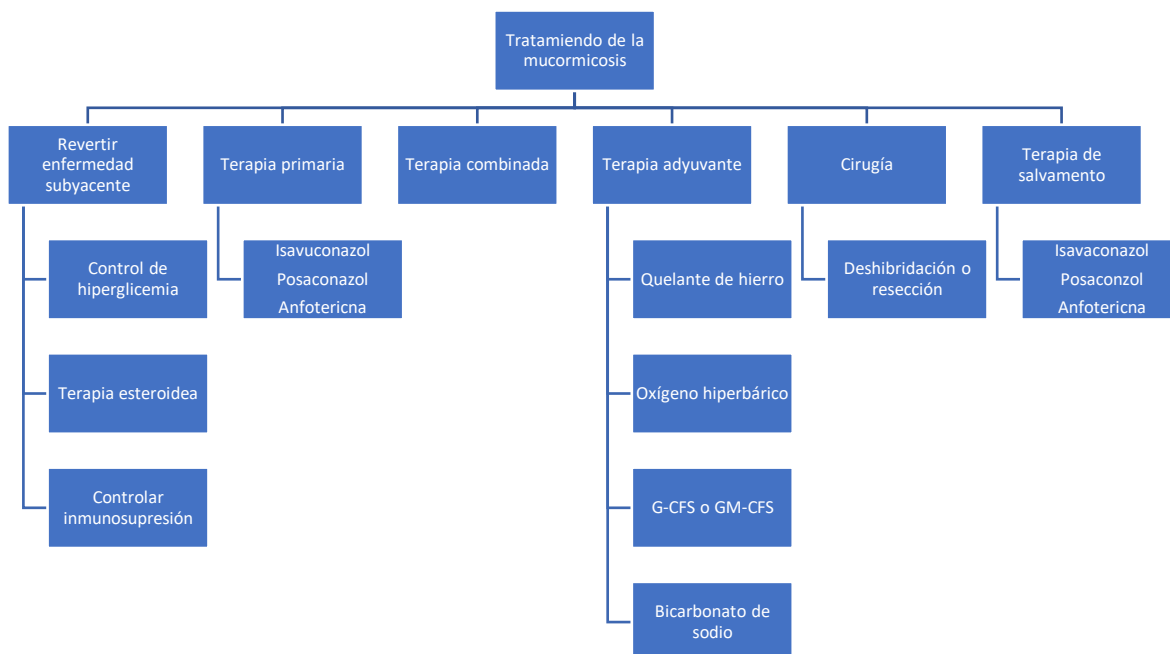 Tratamiendo de la
mucormicosis
Revertir
enfermedad
subyacente
Terapia primaria
Terapia combinada
Terapia adyuvante
Cirugía
Terapia de
salvamento
Control de
hiperglicemia
Isavuconazol
Posaconazol
Anfotericna
Quelante de hierro
Deshibridación o
resección
Isavaconazol
Posaconzol
Anfotericna
Terapia esteroidea
Oxígeno hiperbárico
Controlar
inmunosupresión
G-CFS o GM-CFS
Bicarbonato de
sodio